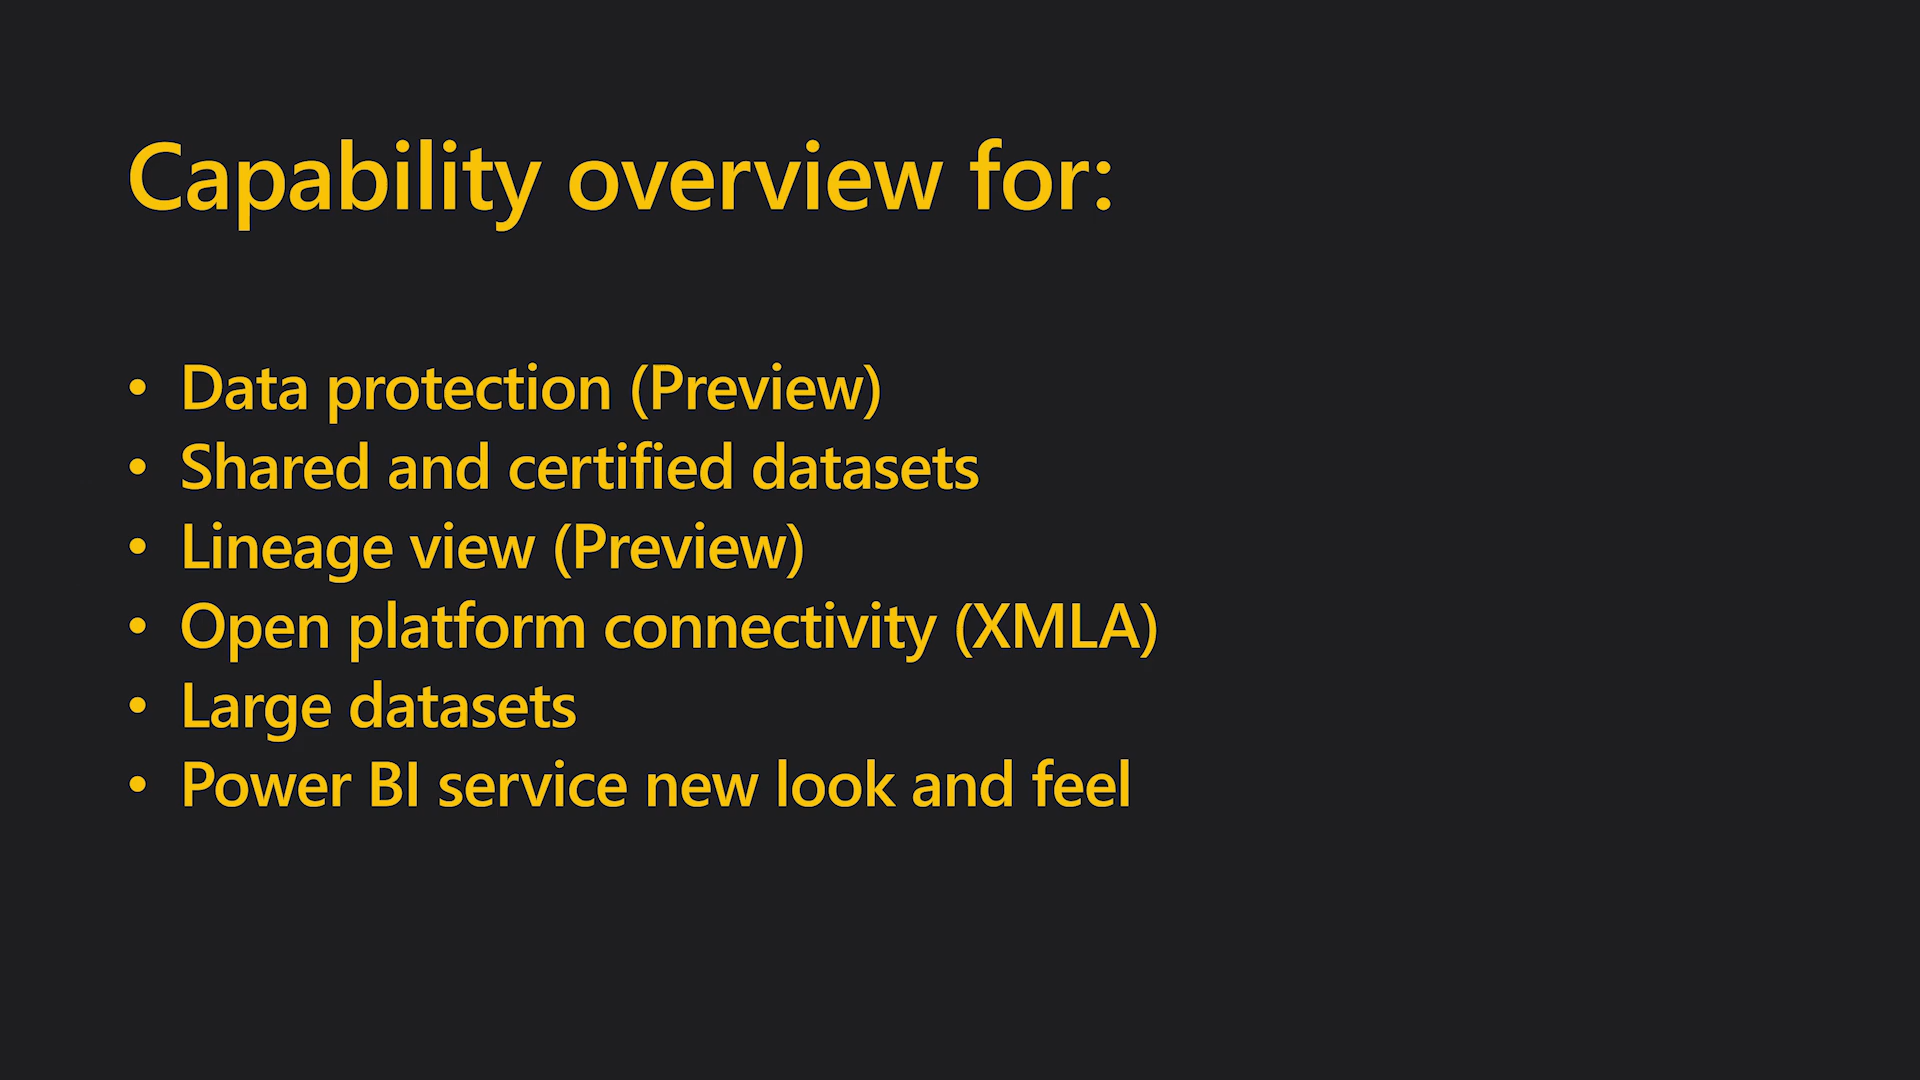 Capability overview for:
• Data protection (Preview)
• Shared and certified datasets
• Lineage view (Preview)
• Open platform connectivity (XMLA)
• Large datasets
• Power BI service new look and feel